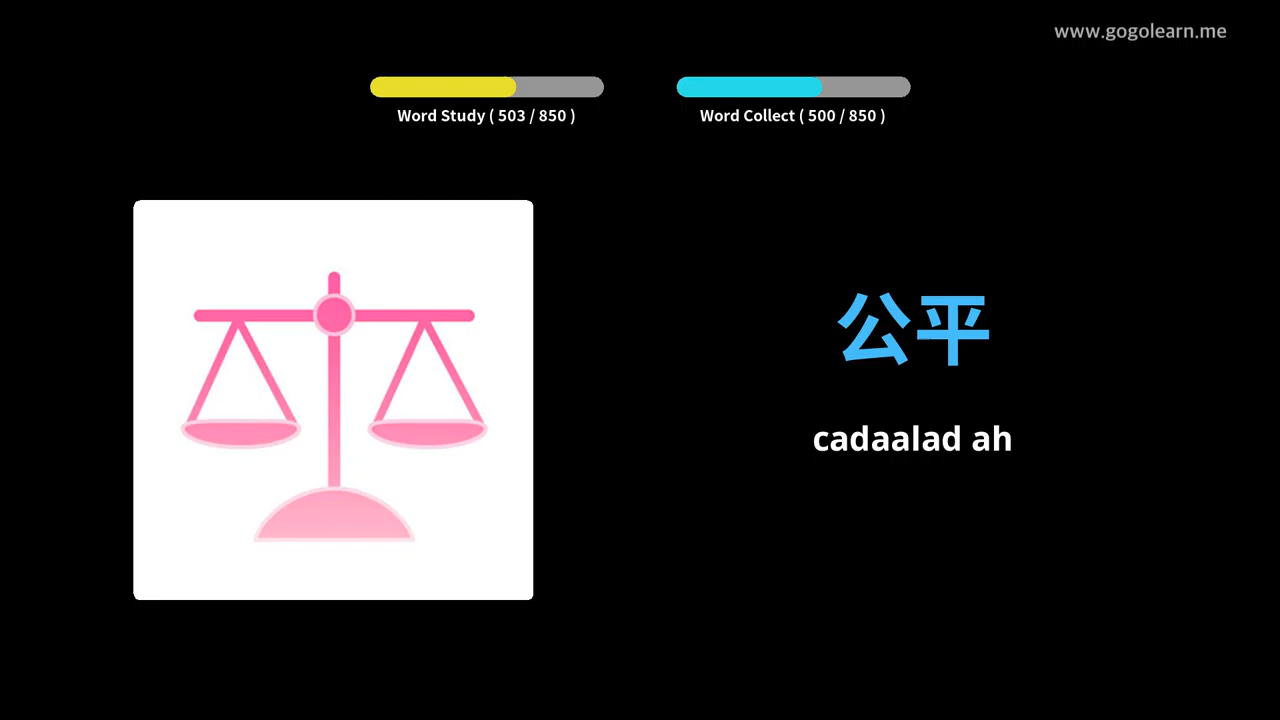 www.gogolearn.me
Word Study ( 503 / 850 )
Word Collect ( 500 / 850 )
公平
cadaalad ah